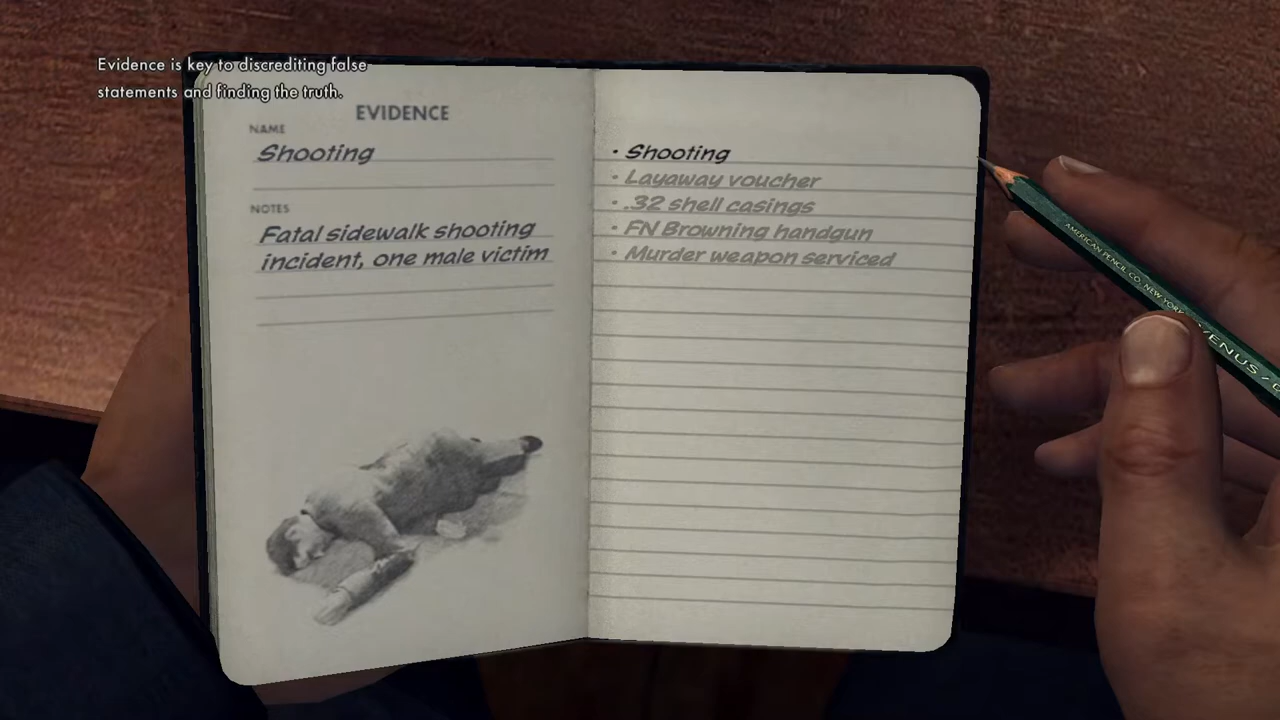 Evidence is key to discrediting false
statements and finding the truth.
EVIDENCE
NAME
Shooting
NOTES
Fatal sidewalk shooting
incident, one male victim
· Shooting
· Layaway voucher
· .32 shell casings
· FN Browning handgun
· Murder weapon serviced
AMERICAN PENCIL CO. NEW YORK
VENUS